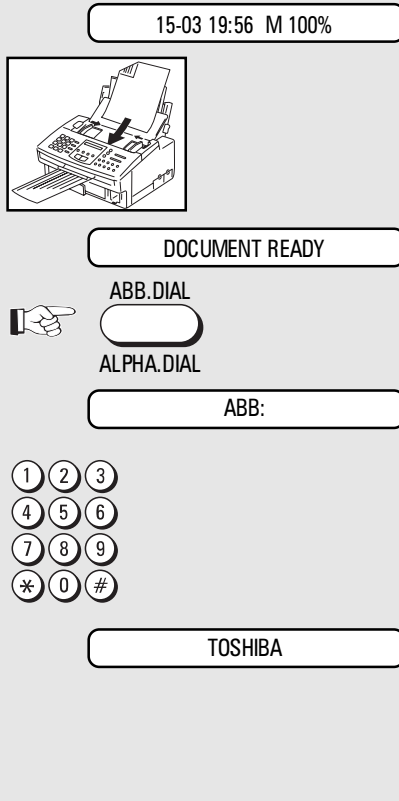 15-03 19:56 M 100%
DOCUMENT READY
ABB.DIAL
ALPHA.DIAL
ABB:
1 2 3
4 5 6
7 8 9
* 0 #
TOSHIBA